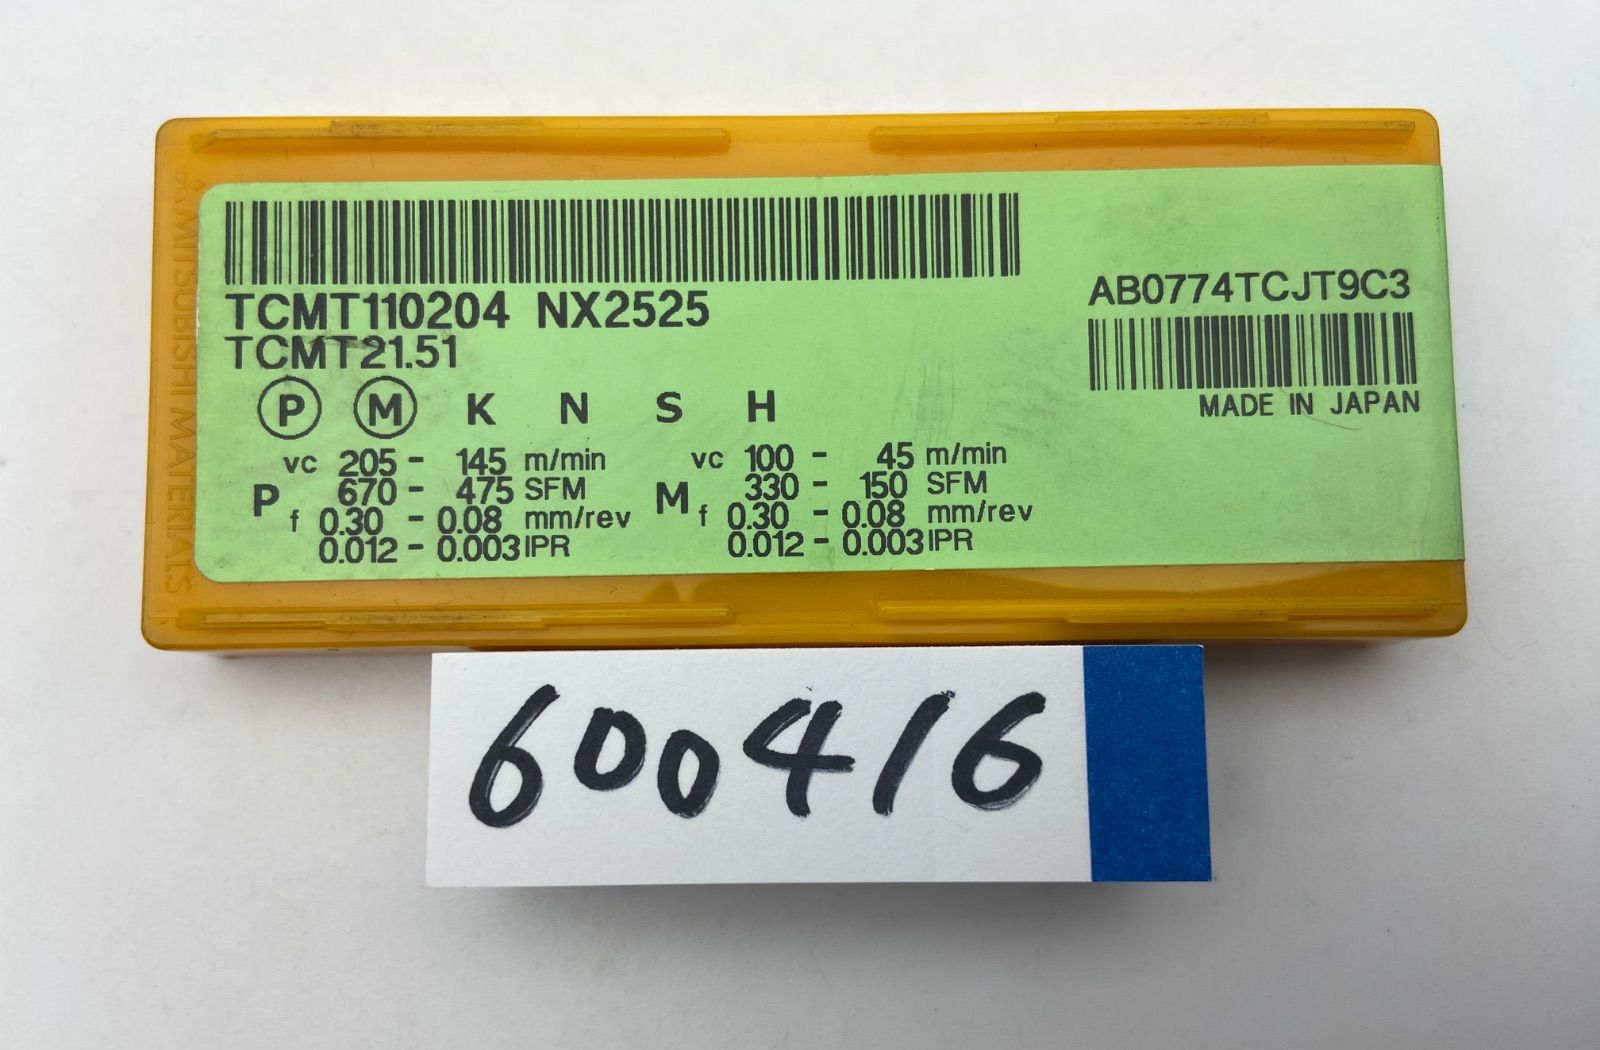 MITSUBISHI MATERIALS
TCMT110204 NX2525
TCMT21.51
AB0774TCJT9C3
MADE IN JAPAN
P M K N S H
P
vc 205 - 145 m/min
670 - 475 SFM
f 0.30 - 0.08 mm/rev
0.012 - 0.003 IPR
M
vc 100 - 45 m/min
330 - 150 SFM
f 0.30 - 0.08 mm/rev
0.012 - 0.003 IPR
600416